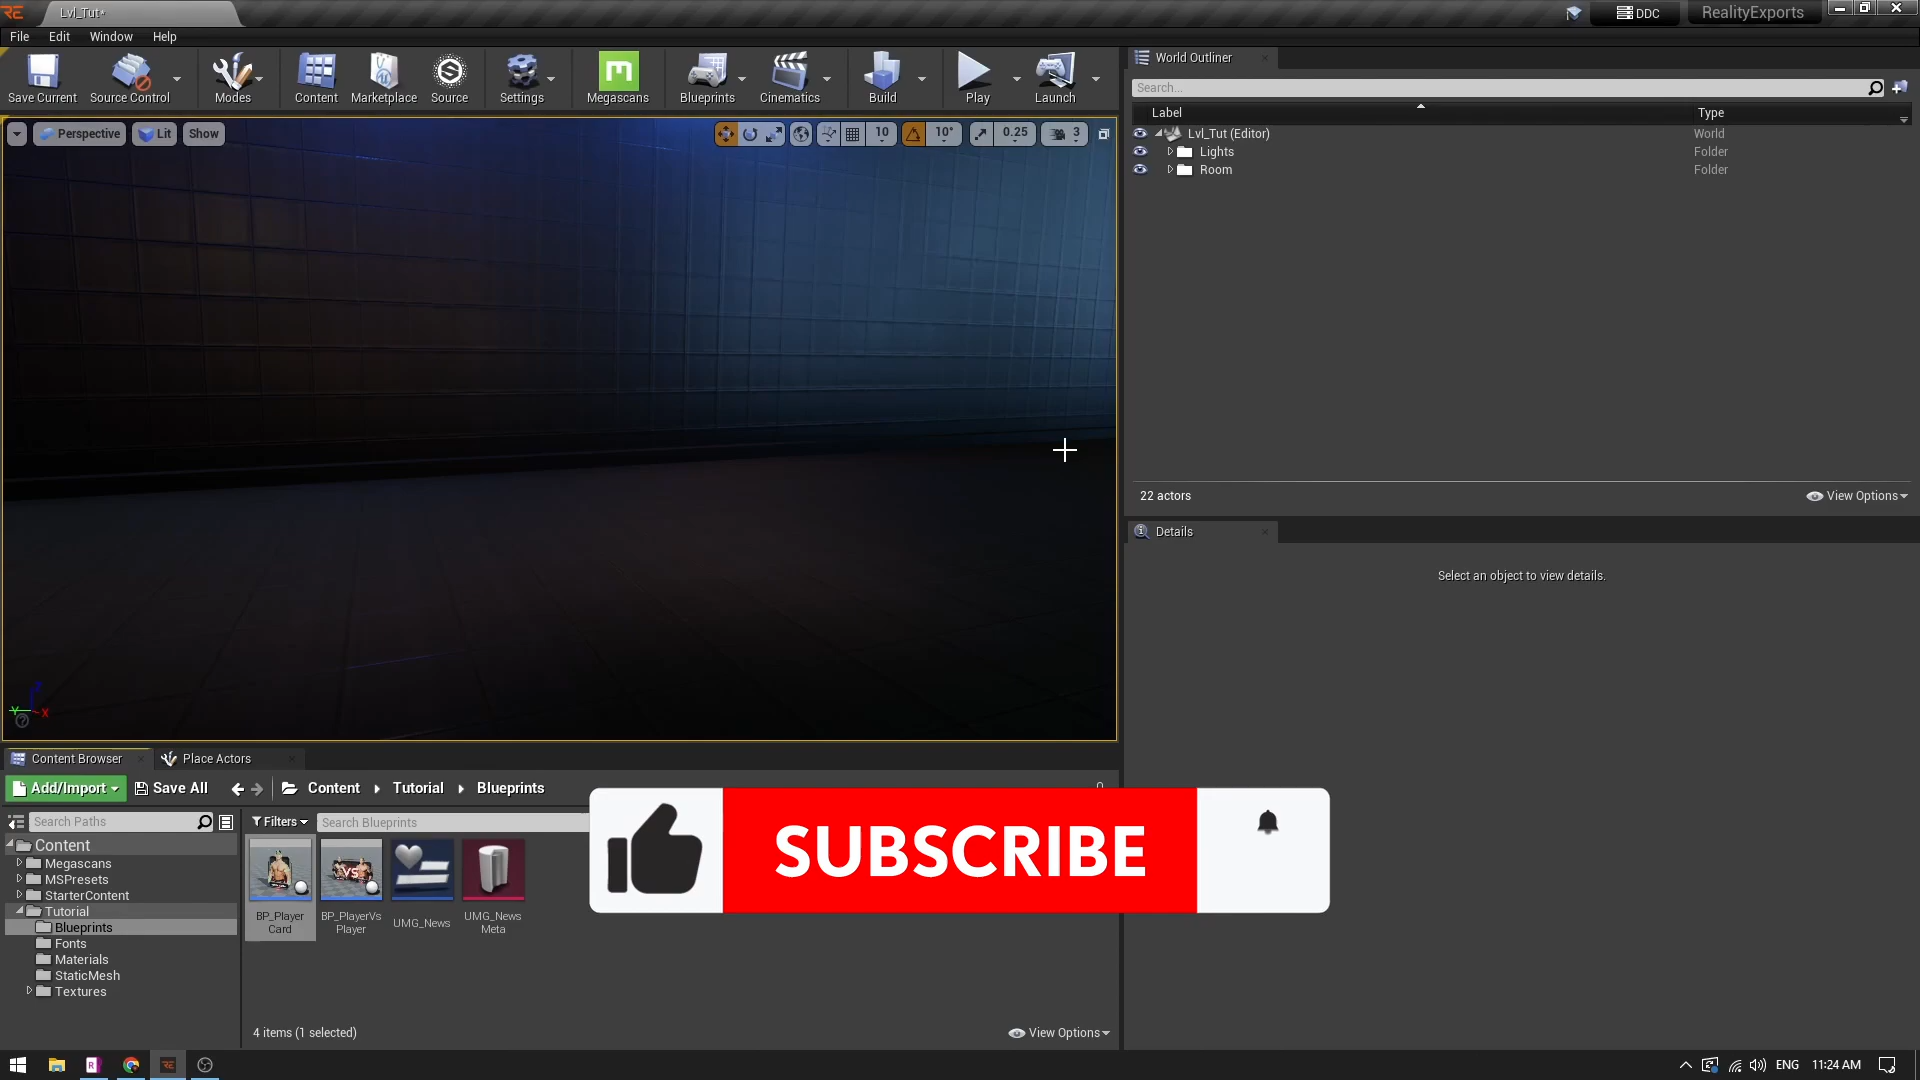 Lvl_Tut*
DDC
RealityExports
File
Edit
Window
Help
Save Current
Source Control
Modes
Content
Marketplace
Source
Settings
Megascans
Blueprints
Cinematics
Build
Play
Launch
World Outliner
Search...
Label
Type
Lvl_Tut (Editor)
World
Lights
Folder
Room
Folder
Perspective
Lit
Show
10
10°
0.25
3
22 actors
View Options
Details
Select an object to view details.
Y
X
Z
Content Browser
Place Actors
Add/Import
Save All
Content
Tutorial
Blueprints
Search Paths
Filters
Search Blueprints
Content
Megascans
MSPresets
StarterContent
Tutorial
Blueprints
Fonts
Materials
StaticMesh
Textures
VS
BP_Player
Card
BP_PlayerVs
Player
UMG_News
UMG_News
Meta
SUBSCRIBE
4 items (1 selected)
View Options
ENG
11:24 AM